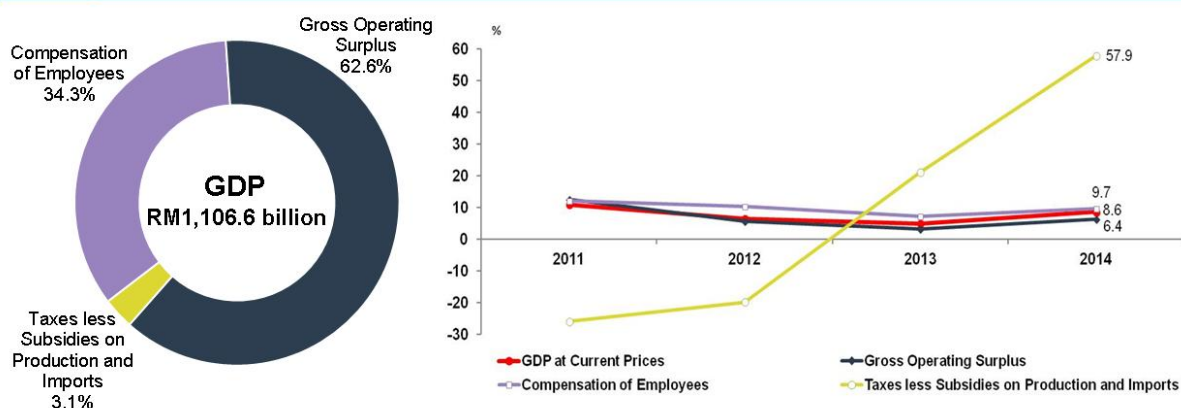 Gross Operating
Surplus
62.6%
Compensation
of Employees
34.3%
GDP
RM1,106.6 billion
Taxes less
Subsidies on
Production and
Imports
3.1%
%
60
50
40
30
20
10
0
-10
-20
-30
2011
2012
2013
2014
57.9
9.7
8.6
6.4
GDP at Current Prices
Gross Operating Surplus
Compensation of Employees
Taxes less Subsidies on Production and Imports